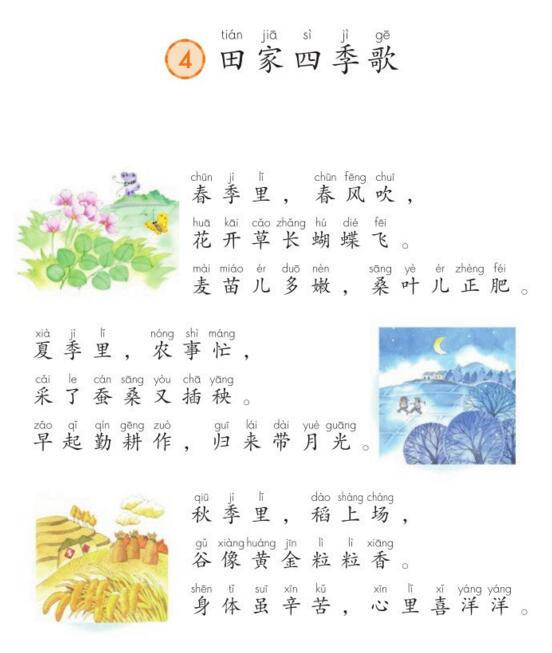 tián jiā sì jì gē
4 田家四季歌
chūn jì lǐ chūn fēng chuī
春季里，春风吹，
huā kāi cǎo zhǎng hú dié fēi
花开草长蝴蝶飞。
mài miáo ér duō nèn sāng yè ér zhèng féi
麦苗儿多嫩，桑叶儿正肥。
xià jì lǐ nóng shì máng
夏季里，农事忙，
cǎi le cán sāng yòu chā yāng
采了蚕桑又插秧。
zǎo qǐ qín gēng zuò guī lái dài yuè guāng
早起勤耕作，归来带月光。
qiū jì lǐ dào shàng cháng
秋季里，稻上场，
gǔ xiàng huáng jīn lì lì xiāng
谷像黄金粒粒香。
shēn tǐ suī xīn kǔ xīn lǐ xǐ yáng yáng
身体虽辛苦，心里喜洋洋。